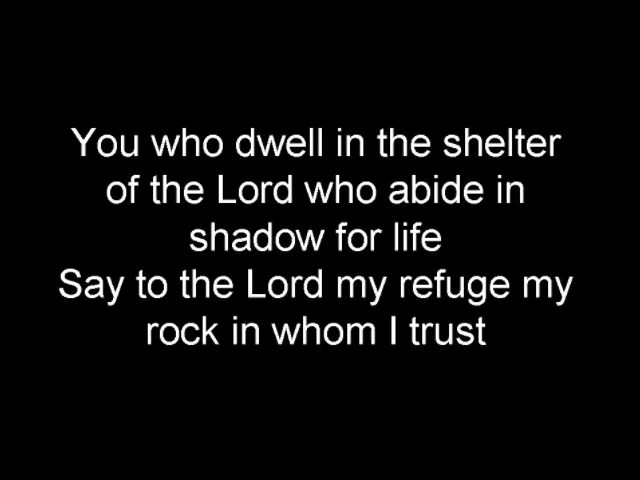 You who dwell in the shelter
of the Lord who abide in
shadow for life
Say to the Lord my refuge my
rock in whom I trust